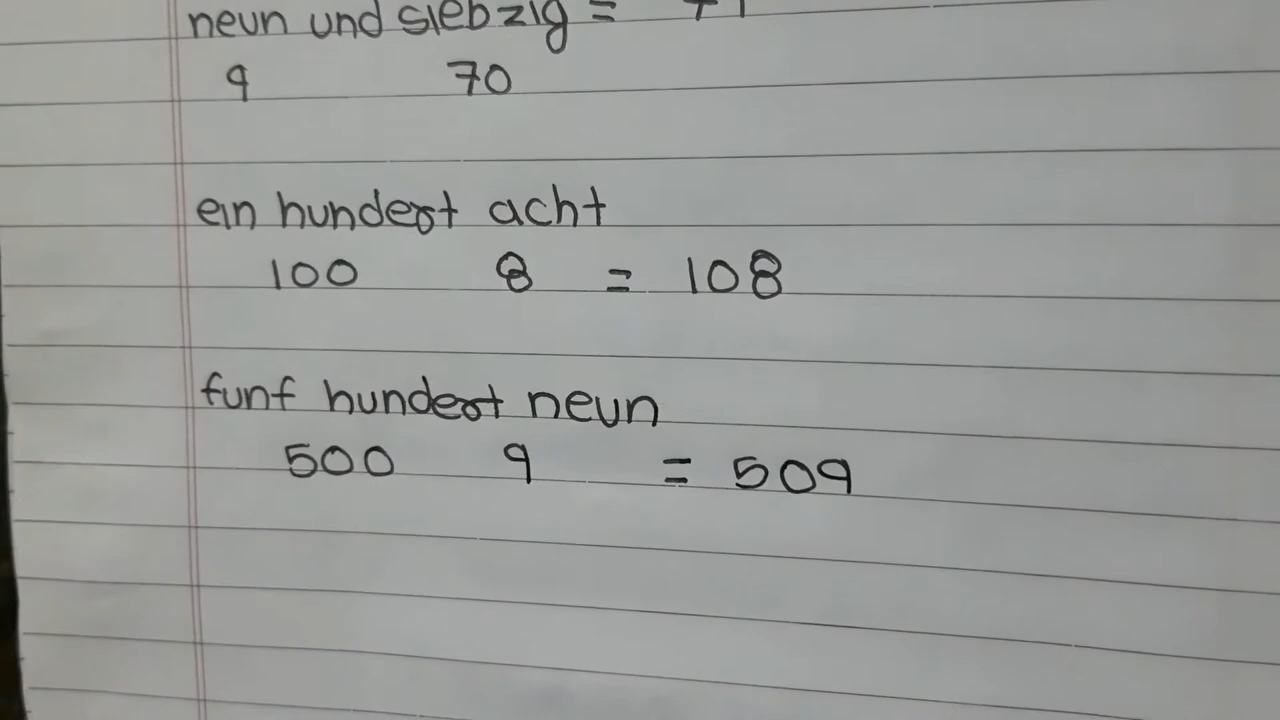 neun und siebzig =
9 70
ein hundert acht
100 8 = 108
funf hundert neun
500 9 = 509